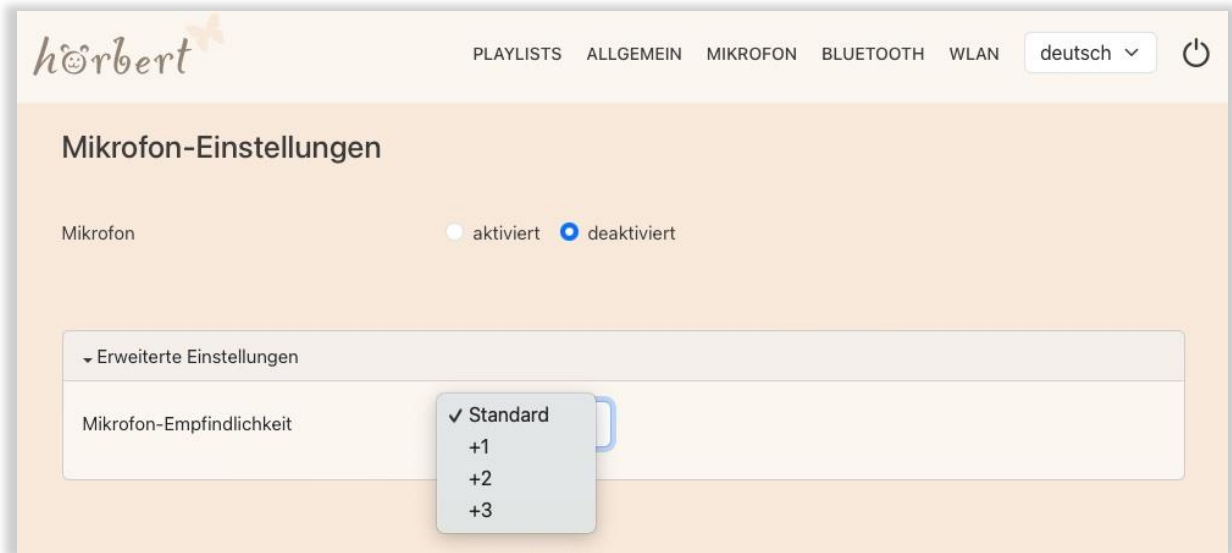 hörbert PLAYLISTS ALLGEMEIN MIKROFON BLUETOOTH WLAN deutsch
Mikrofon-Einstellungen
Mikrofon aktiviert deaktiviert
Erweiterte Einstellungen
Mikrofon-Empfindlichkeit ✓ Standard
+1
+2
+3